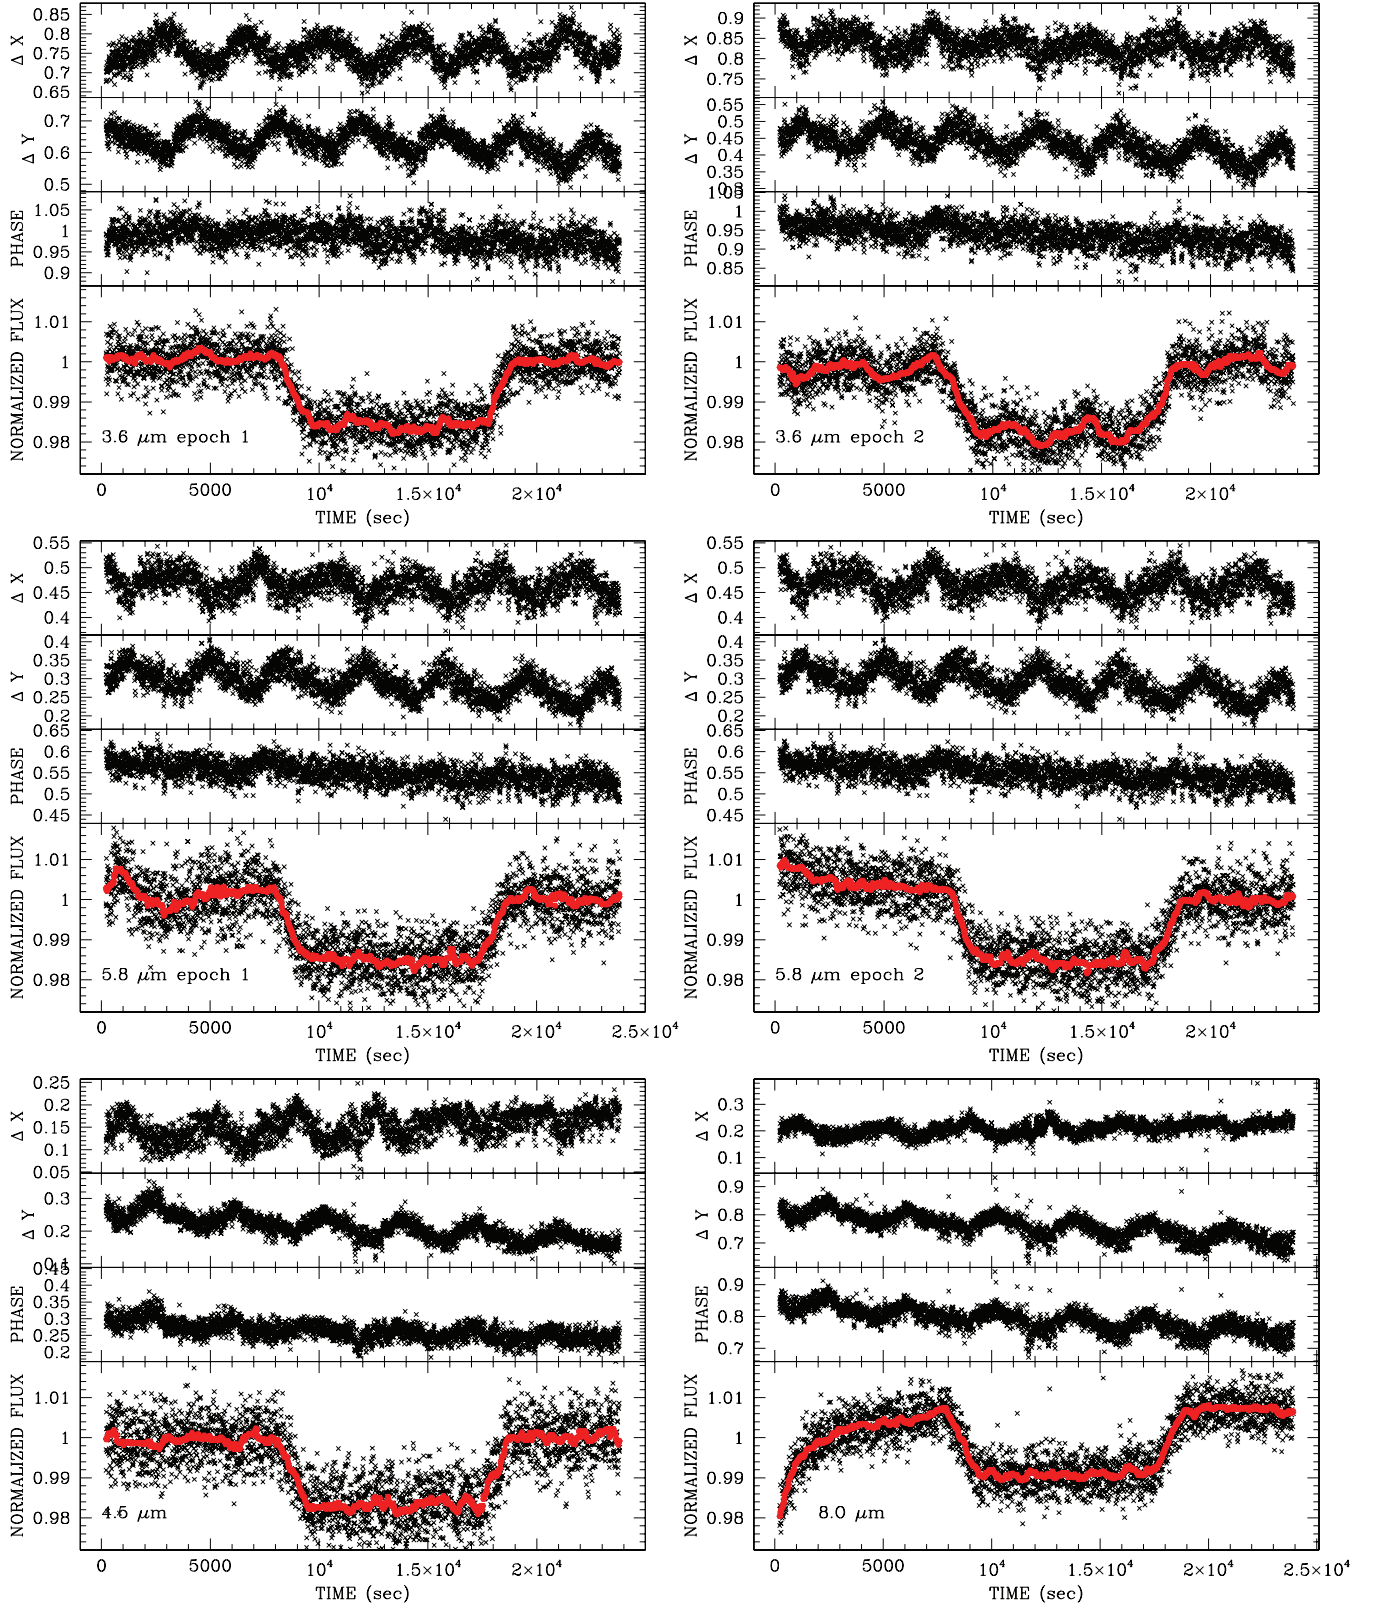 0.85
0.8
0.75
0.7
0.65
Δ X
0.7
0.6
0.5
Δ Y
1.05
1
0.95
0.9
PHASE
1.01
1
0.99
0.98
NORMALIZED FLUX
3.6 μm epoch 1
0 5000 10⁴ 1.5×10⁴ 2×10⁴
TIME (sec)
0.9
0.85
0.8
0.75
Δ X
0.55
0.5
0.45
0.4
0.35
0.3
Δ Y
1.05
1
0.95
0.9
0.85
PHASE
1.01
1
0.99
0.98
NORMALIZED FLUX
3.6 μm epoch 2
0 5000 10⁴ 1.5×10⁴ 2×10⁴
TIME (sec)
0.55
0.5
0.45
0.4
Δ X
0.4
0.35
0.3
0.25
0.2
Δ Y
0.65
0.6
0.55
0.5
0.45
PHASE
1.01
1
0.99
0.98
NORMALIZED FLUX
5.8 μm epoch 1
0 5000 10⁴ 1.5×10⁴ 2×10⁴ 2.5×10⁴
TIME (sec)
0.55
0.5
0.45
0.4
Δ X
0.4
0.35
0.3
0.25
0.2
Δ Y
0.65
0.6
0.55
0.5
0.45
PHASE
1.01
1
0.99
0.98
NORMALIZED FLUX
5.8 μm epoch 2
0 5000 10⁴ 1.5×10⁴ 2×10⁴
TIME (sec)
0.25
0.2
0.15
0.1
0.05
Δ X
0.3
0.2
0.1
Δ Y
0.45
0.4
0.35
0.3
0.25
0.2
PHASE
1.01
1
0.99
0.98
NORMALIZED FLUX
4.5 μm
0 5000 10⁴ 1.5×10⁴ 2×10⁴
TIME (sec)
0.3
0.2
0.1
Δ X
0.9
0.8
0.7
Δ Y
0.9
0.8
0.7
PHASE
1.01
1
0.99
0.98
NORMALIZED FLUX
8.0 μm
0 5000 10⁴ 1.5×10⁴ 2×10⁴ 2.5×10⁴
TIME (sec)